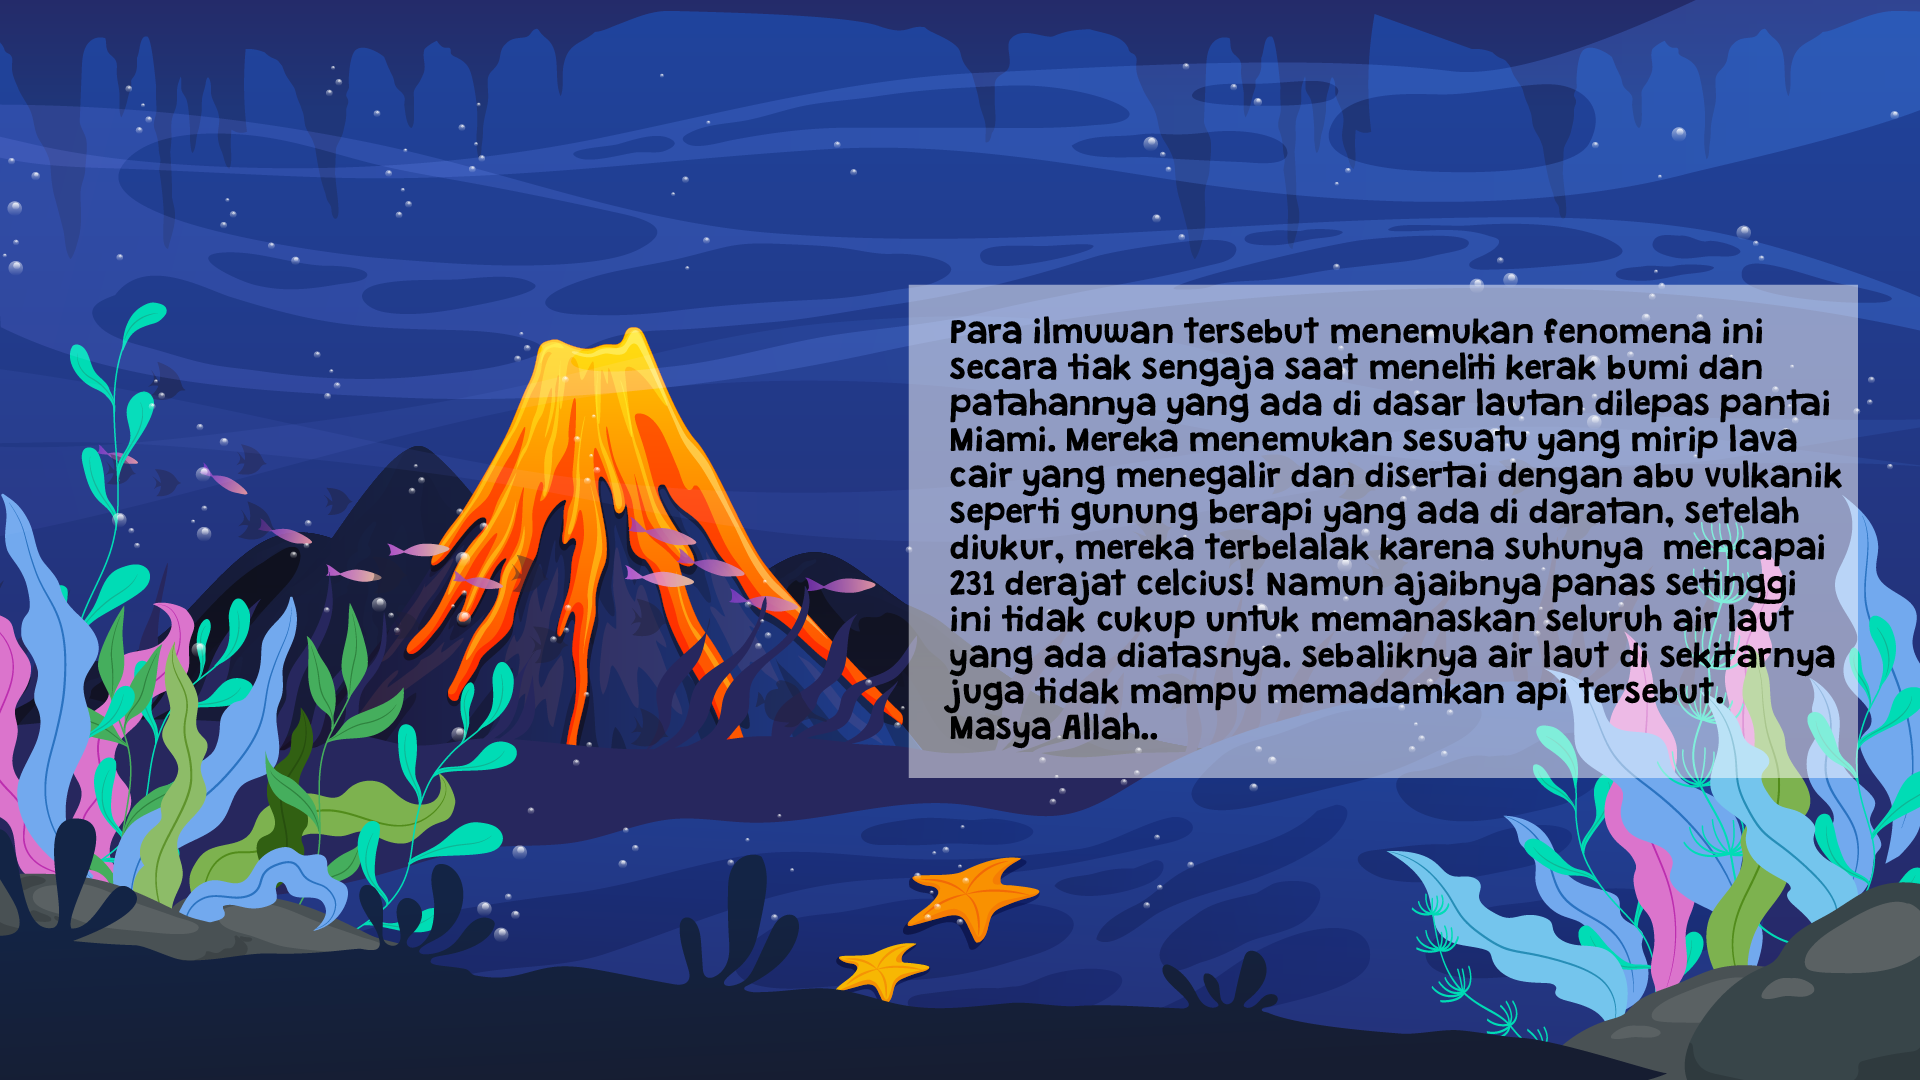 Para ilmuwan tersebut menemukan fenomena ini
secara tiak sengaja saat meneliti kerak bumi dan
patahannya yang ada di dasar lautan dilepas pantai
Miami. Mereka menemukan sesuatu yang mirip lava
cair yang menegalir dan disertai dengan abu vulkanik
seperti gunung berapi yang ada di daratan, setelah
diukur, mereka terbelalak karena suhunya  mencapai
231 derajat celcius! Namun ajaibnya panas setinggi
ini tidak cukup untuk memanaskan seluruh air laut
yang ada diatasnya. Sebaliknya air laut di sekitarnya
juga tidak mampu memadamkan api tersebut.
Masya Allah..